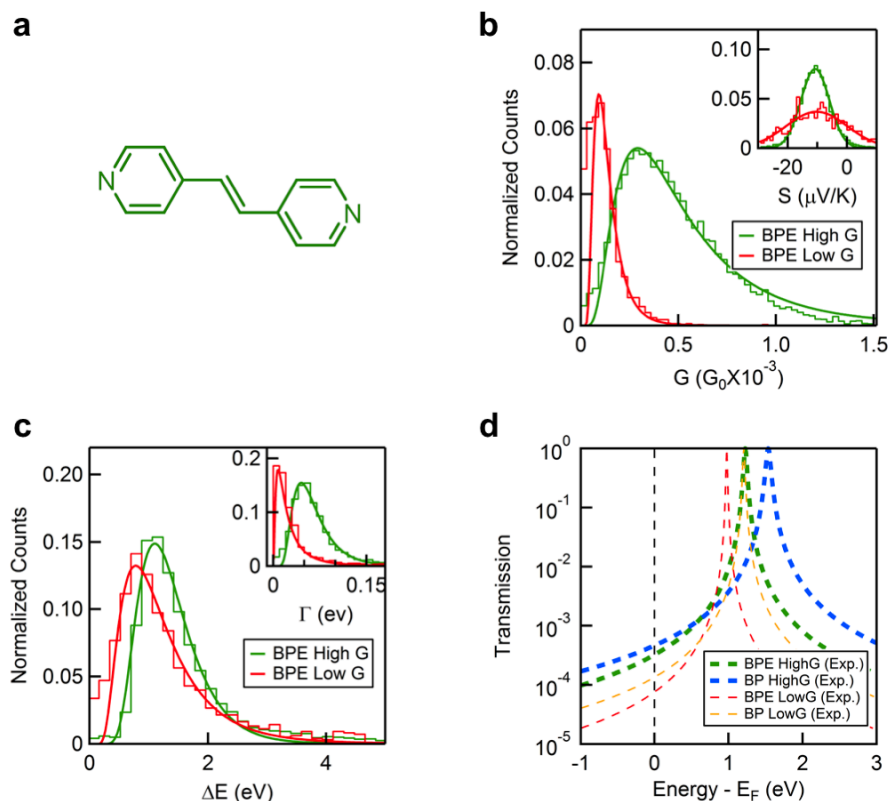 a
N
N
b
Normalized Counts
0.08
0.06
0.04
0.02
0
0 0.5 1.0 1.5
G (G₀X10⁻³)
0.10
0.05
0
-20 0
S (μV/K)
BPE High G
BPE Low G
c
Normalized Counts
0.20
0.15
0.10
0.05
0
0 2 4
ΔE (eV)
0.2
0.1
0
0 0.15
Γ (ev)
BPE High G
BPE Low G
d
Transmission
10⁰
10⁻¹
10⁻²
10⁻³
10⁻⁴
10⁻⁵
-1 0 1 2 3
Energy - E_F (eV)
BPE HighG (Exp.)
BP HighG (Exp.)
BPE LowG (Exp.)
BP LowG (Exp.)